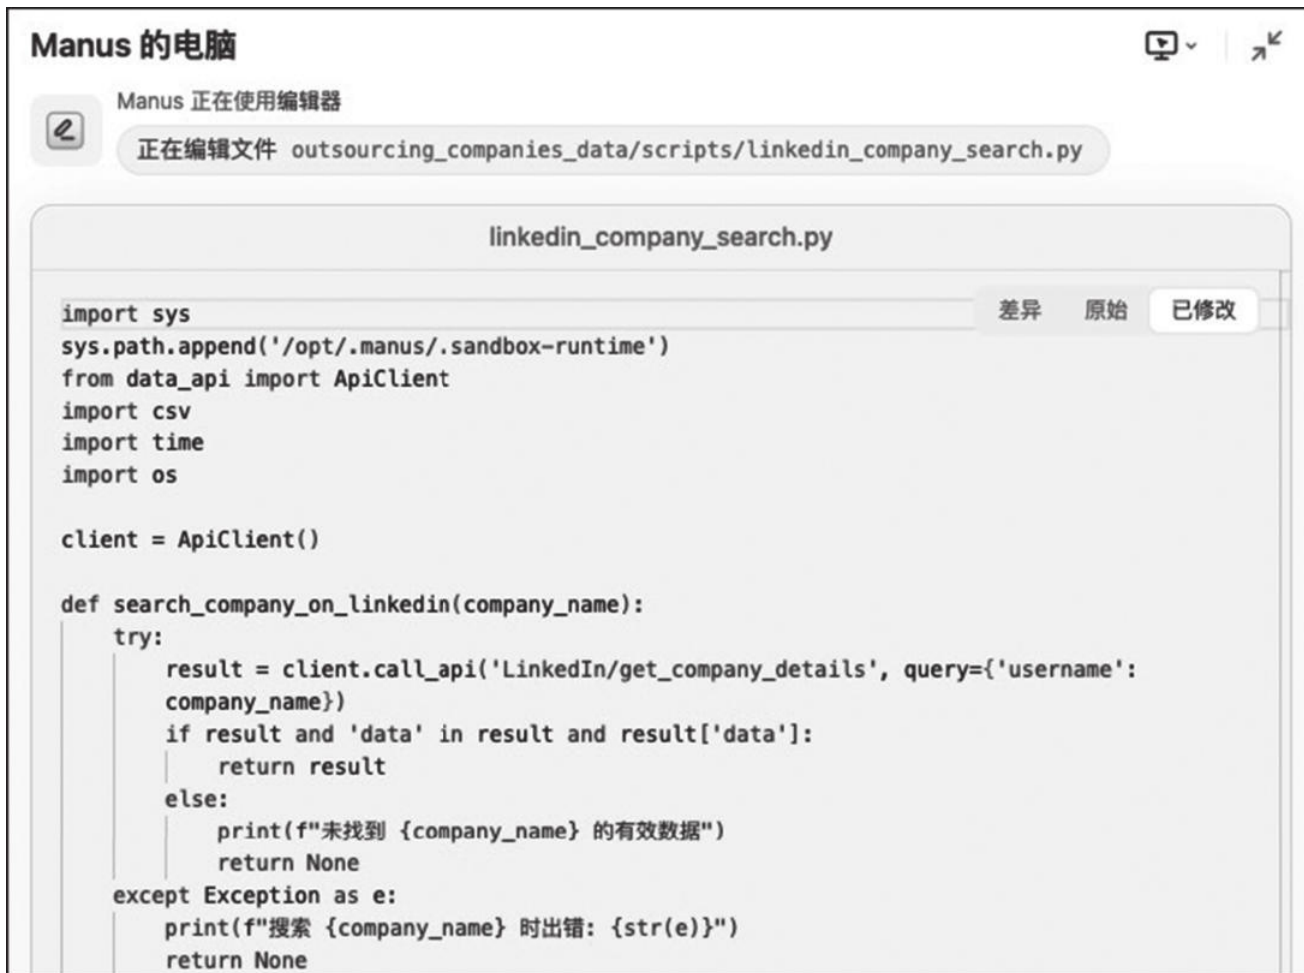 Manus 的电脑
Manus 正在使用编辑器
正在编辑文件 outsourcing_companies_data/scripts/linkedin_company_search.py
linkedin_company_search.py
差异 原始 已修改
import sys
sys.path.append('/opt/.manus/.sandbox-runtime')
from data_api import ApiClient
import csv
import time
import os
client = ApiClient()
def search_company_on_linkedin(company_name):
try:
result = client.call_api('LinkedIn/get_company_details', query={'username':
company_name})
if result and 'data' in result and result['data']:
return result
else:
print(f"未找到 {company_name} 的有效数据")
return None
except Exception as e:
print(f"搜索 {company_name} 时出错: {str(e)}")
return None